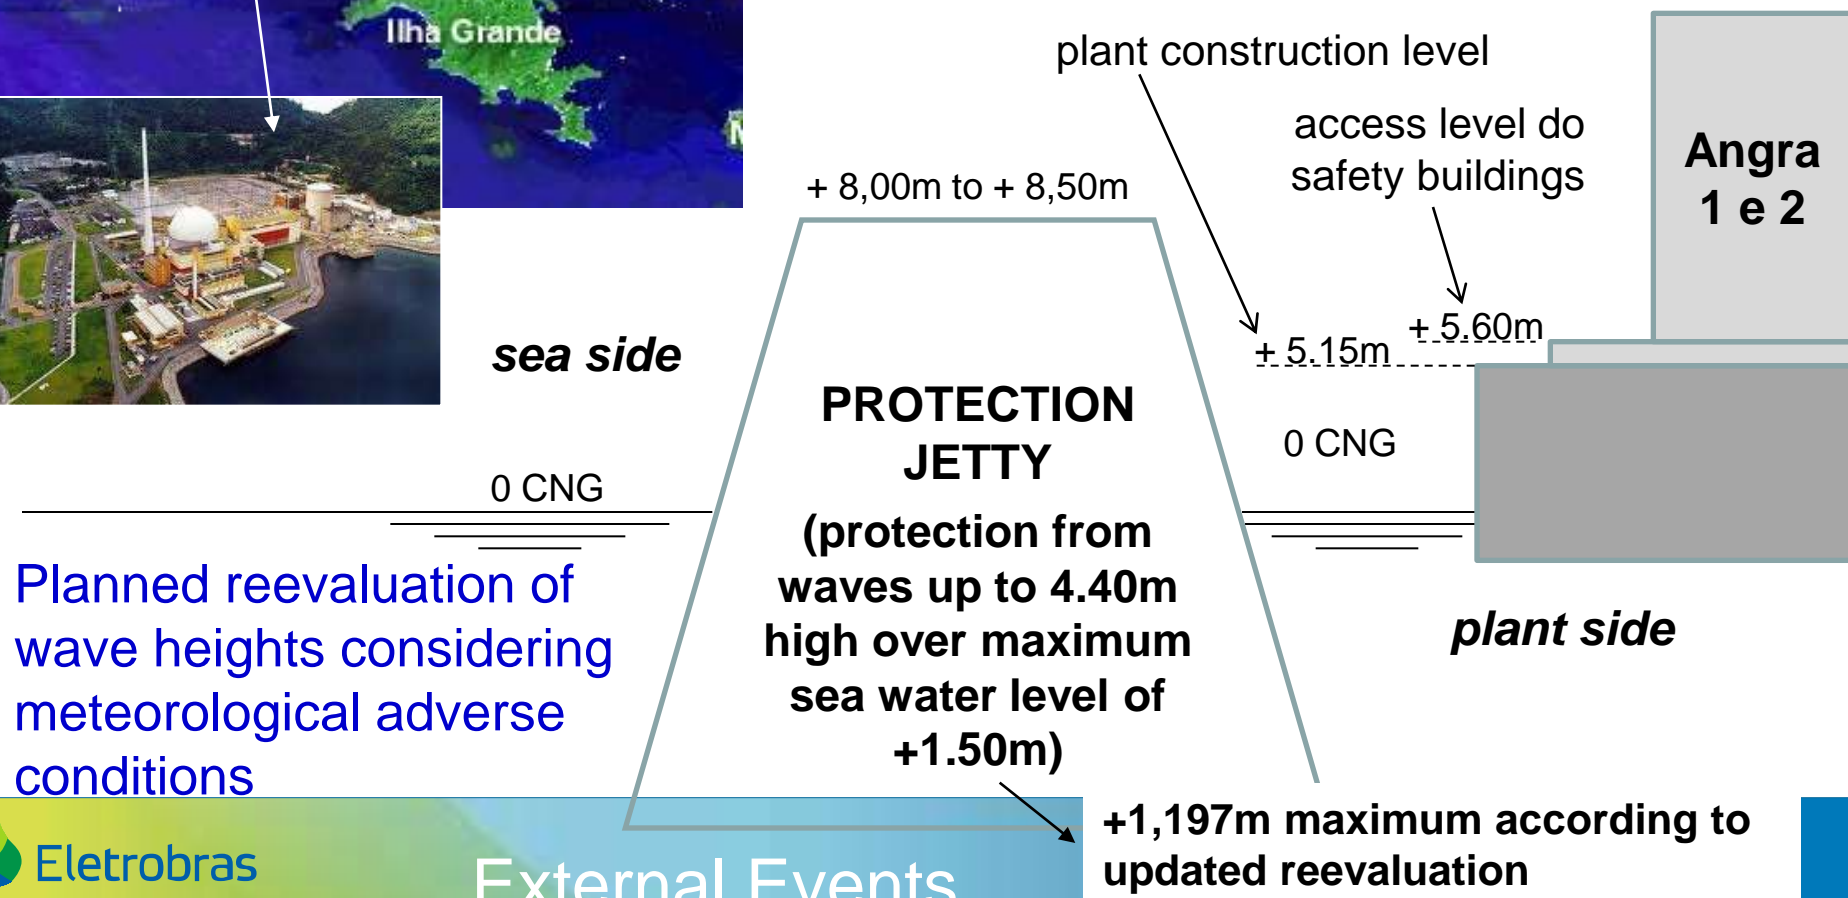 Ilha Grande
plant construction level
access level do
safety buildings
Angra
1 e 2
+ 8,00m to + 8,50m
+ 5.60m
+ 5.15m
sea side
PROTECTION
JETTY
0 CNG
0 CNG
(protection from
waves up to 4.40m
high over maximum
sea water level of
+1.50m)
Planned reevaluation of
wave heights considering
meteorological adverse
conditions
plant side
+1,197m maximum according to
updated reevaluation
Eletrobras
External Events